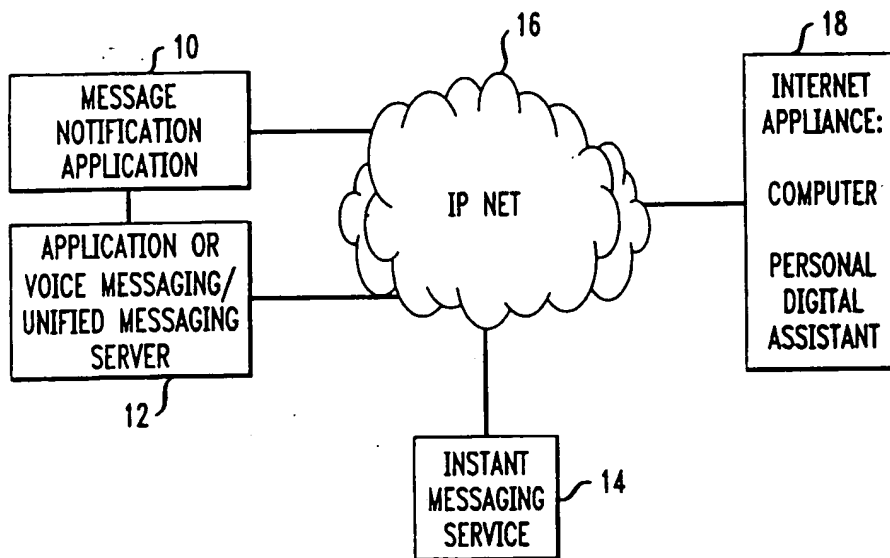 10
MESSAGE
NOTIFICATION
APPLICATION
APPLICATION OR
VOICE MESSAGING/
UNIFIED MESSAGING
SERVER
12
16
IP NET
INSTANT
MESSAGING
SERVICE
14
18
INTERNET
APPLIANCE:
COMPUTER
PERSONAL
DIGITAL
ASSISTANT